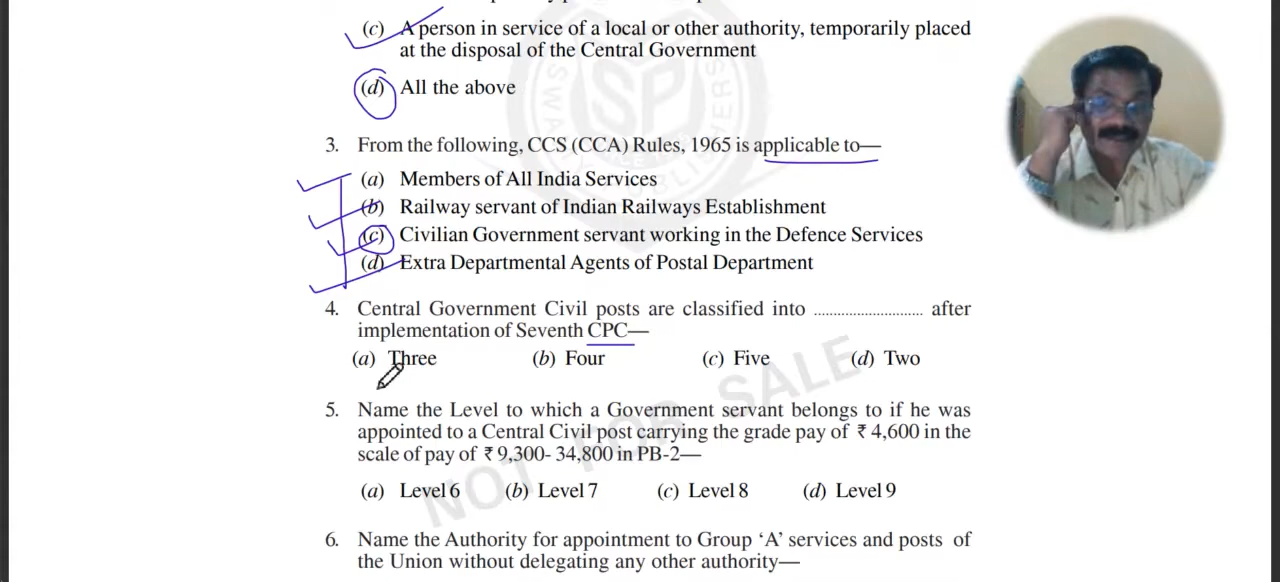 (c) A person in service of a local or other authority, temporarily placed
at the disposal of the Central Government
(d) All the above
3. From the following, CCS (CCA) Rules, 1965 is applicable to—
(a) Members of All India Services
(b) Railway servant of Indian Railways Establishment
(c) Civilian Government servant working in the Defence Services
(d) Extra Departmental Agents of Postal Department
4. Central Government Civil posts are classified into ........................... after
implementation of Seventh CPC—
(a) Three (b) Four (c) Five (d) Two
5. Name the Level to which a Government servant belongs to if he was
appointed to a Central Civil post carrying the grade pay of ₹ 4,600 in the
scale of pay of ₹ 9,300- 34,800 in PB-2—
(a) Level 6 (b) Level 7 (c) Level 8 (d) Level 9
6. Name the Authority for appointment to Group ‘A’ services and posts of
the Union without delegating any other authority—
NOT FOR SALE